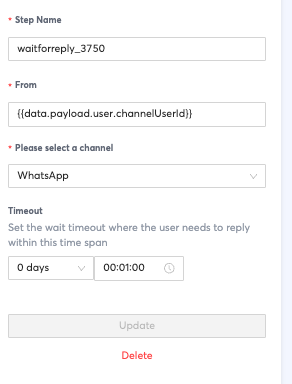 * Step Name
waitforreply_3750
* From
{{data.payload.user.channelUserId}}
* Please select a channel
WhatsApp
Timeout
Set the wait timeout where the user needs to reply
within this time span
0 days 00:01:00
Update
Delete